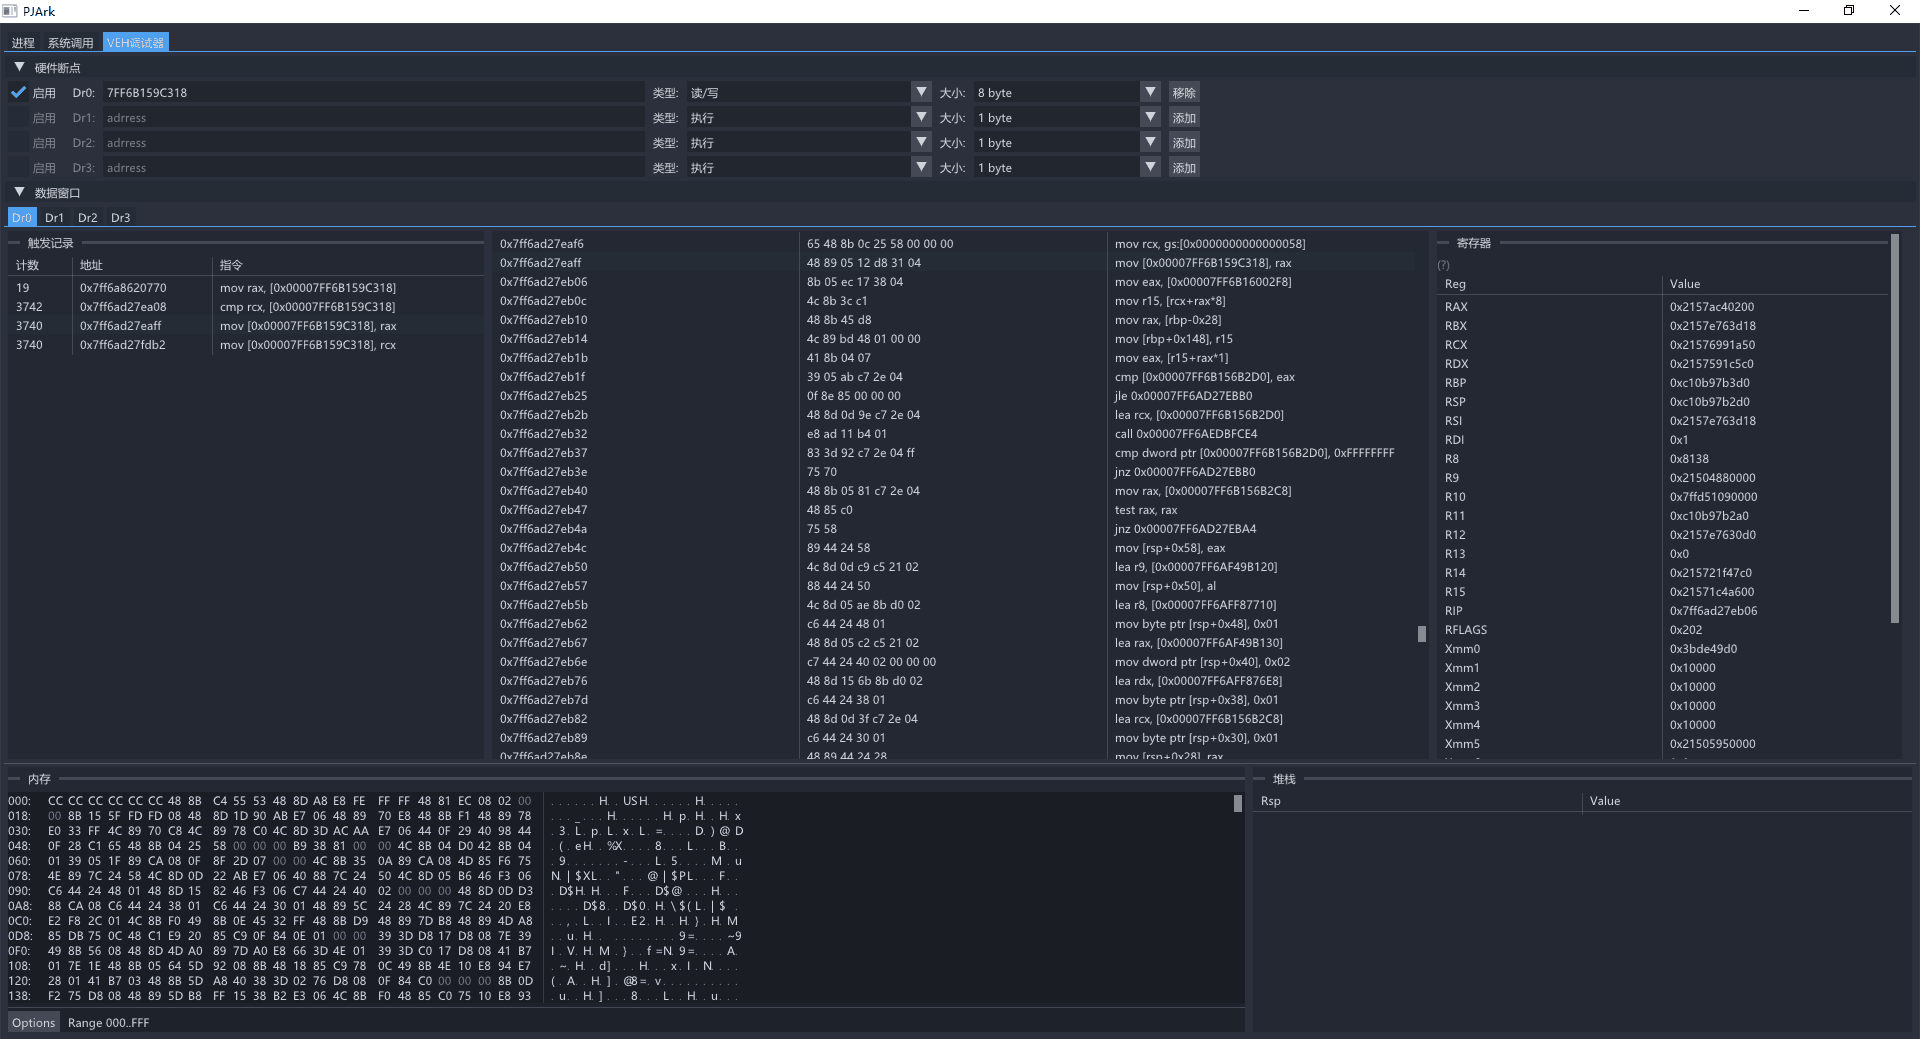 PJArk
进程 系统调用 VEH调试器
硬件断点
启用 Dr0: 7FF6B159C318 类型: 读/写 大小: 8 byte 移除
启用 Dr1: adrress 类型: 执行 大小: 1 byte 添加
启用 Dr2: adrress 类型: 执行 大小: 1 byte 添加
启用 Dr3: adrress 类型: 执行 大小: 1 byte 添加
数据窗口
Dr0 Dr1 Dr2 Dr3
触发记录
计数 地址 指令
19 0x7ff6a8620770 mov rax, [0x00007FF6B159C318]
3742 0x7ff6ad27ea08 cmp rcx, [0x00007FF6B159C318]
3740 0x7ff6ad27eaff mov [0x00007FF6B159C318], rax
3740 0x7ff6ad27fdb2 mov [0x00007FF6B159C318], rcx
0x7ff6ad27eaf6 65 48 8b 0c 25 58 00 00 00 mov rcx, gs:[0x0000000000000058]
0x7ff6ad27eaff 48 89 05 12 d8 31 04 mov [0x00007FF6B159C318], rax
0x7ff6ad27eb06 8b 05 ec 17 38 04 mov eax, [0x00007FF6B16002F8]
0x7ff6ad27eb0c 4c 8b 3c c1 mov r15, [rcx+rax*8]
0x7ff6ad27eb10 48 8b 45 d8 mov rax, [rbp-0x28]
0x7ff6ad27eb14 4c 89 bd 48 01 00 00 mov [rbp+0x148], r15
0x7ff6ad27eb1b 41 8b 04 07 mov eax, [r15+rax*1]
0x7ff6ad27eb1f 39 05 ab c7 2e 04 cmp [0x00007FF6B156B2D0], eax
0x7ff6ad27eb25 0f 8e 85 00 00 00 jle 0x00007FF6AD27EBB0
0x7ff6ad27eb2b 48 8d 0d 9e c7 2e 04 lea rcx, [0x00007FF6B156B2D0]
0x7ff6ad27eb32 e8 ad 11 b4 01 call 0x00007FF6AEDBFCE4
0x7ff6ad27eb37 83 3d 92 c7 2e 04 ff cmp dword ptr [0x00007FF6B156B2D0], 0xFFFFFFFF
0x7ff6ad27eb3e 75 70 jnz 0x00007FF6AD27EBB0
0x7ff6ad27eb40 48 8b 05 81 c7 2e 04 mov rax, [0x00007FF6B156B2C8]
0x7ff6ad27eb47 48 85 c0 test rax, rax
0x7ff6ad27eb4a 75 58 jnz 0x00007FF6AD27EBA4
0x7ff6ad27eb4c 89 44 24 58 mov [rsp+0x58], eax
0x7ff6ad27eb50 4c 8d 0d c9 c5 21 02 lea r9, [0x00007FF6AF49B120]
0x7ff6ad27eb57 88 44 24 50 mov [rsp+0x50], al
0x7ff6ad27eb5b 4c 8d 05 ae 8b d0 02 lea r8, [0x00007FF6AFF87710]
0x7ff6ad27eb62 c6 44 24 48 01 mov byte ptr [rsp+0x48], 0x01
0x7ff6ad27eb67 48 8d 05 c2 c5 21 02 lea rax, [0x00007FF6AF49B130]
0x7ff6ad27eb6e c7 44 24 40 02 00 00 00 mov dword ptr [rsp+0x40], 0x02
0x7ff6ad27eb76 48 8d 15 6b 8b d0 02 lea rdx, [0x00007FF6AFF876E8]
0x7ff6ad27eb7d c6 44 24 38 01 mov byte ptr [rsp+0x38], 0x01
0x7ff6ad27eb82 48 8d 0d 3f c7 2e 04 lea rcx, [0x00007FF6B156B2C8]
0x7ff6ad27eb89 c6 44 24 30 01 mov byte ptr [rsp+0x30], 0x01
0x7ff6ad27eb8e 48 89 44 24 28 mov [rsp+0x28], rax
寄存器
(?)
Reg Value
RAX 0x2157ac40200
RBX 0x2157e763d18
RCX 0x21576991a50
RDX 0x2157591c5c0
RBP 0xc10b97b3d0
RSP 0xc10b97b2d0
RSI 0x2157e763d18
RDI 0x1
R8 0x8138
R9 0x21504880000
R10 0x7ffd51090000
R11 0xc10b97b2a0
R12 0x2157e7630d0
R13 0x0
R14 0x215721f47c0
R15 0x21571c4a600
RIP 0x7ff6ad27eb06
RFLAGS 0x202
Xmm0 0x3bde49d0
Xmm1 0x10000
Xmm2 0x10000
Xmm3 0x10000
Xmm4 0x10000
Xmm5 0x21505950000
内存
000: CC CC CC CC CC CC 48 8B C4 55 53 48 8D A8 E8 FE FF FF 48 81 EC 08 02 00 ......H.USH......H.....
018: 00 8B 15 5F FD FD 08 48 8D 1D 90 AB E7 06 48 89 70 E8 48 8B F1 48 89 78 ..._...H......H.p.H..H.x
030: E0 33 FF 4C 89 70 C8 4C 89 78 C0 4C 8D 3D AC AA E7 06 44 0F 29 40 98 44 .3.L.p.L.x.L.=....D.)@.D
048: 0F 28 C1 65 48 8B 04 25 58 00 00 00 B9 38 81 00 00 4C 8B 04 D0 42 8B 04 .(.eH..%X....8...L...B..
060: 01 39 05 1F 89 CA 08 0F 8F 2D 07 00 00 4C 8B 35 0A 89 CA 08 4D 85 F6 75 .9.......-...L.5....M..u
078: 4E 89 7C 24 58 4C 8D 0D 22 AB E7 06 40 88 7C 24 50 4C 8D 05 B6 46 F3 06 N.|$XL.."...@.|$PL...F..
090: C6 44 24 48 01 48 8D 15 82 46 F3 06 C7 44 24 40 02 00 00 00 48 8D 0D D3 .D$H.H...F...D$@....H...
0A8: 88 CA 08 C6 44 24 38 01 C6 44 24 30 01 48 89 5C 24 28 4C 89 7C 24 20 E8 ....D$8..D$0.H.\$(L.|$ .
0C0: E2 F8 2C 01 4C 8B F0 49 8B 0E 45 32 FF 48 8B D9 48 89 7D B8 48 89 4D A8 ..,.L..I..E2.H..H.}.H.M.
0D8: 85 DB 75 0C 48 C1 E9 20 85 C9 0F 84 0E 01 00 00 39 3D D8 17 D8 08 7E 39 ..u.H.. ........9=....~9
0F0: 49 8B 56 08 48 8D 4D A0 89 7D A0 E8 66 3D 4E 01 39 3D C0 17 D8 08 41 B7 I.V.H.M..}..f=N.9=....A.
108: 01 7E 1E 48 8B 05 64 5D 92 08 8B 48 18 85 C9 78 0C 49 8B 4E 10 E8 94 E7 .~.H..d]...H...x.I.N....
120: 28 01 41 B7 03 48 8B 5D A8 40 38 3D 02 76 D8 08 0F 84 C0 00 00 00 8B 0D (.A..H.].@8=.v..........
138: F2 75 D8 08 48 89 5D B8 FF 15 38 B2 E3 06 4C 8B F0 48 85 C0 75 10 E8 93 .u..H.]...8...L..H..u...
Options Range 000..FFF
堆栈
Rsp Value